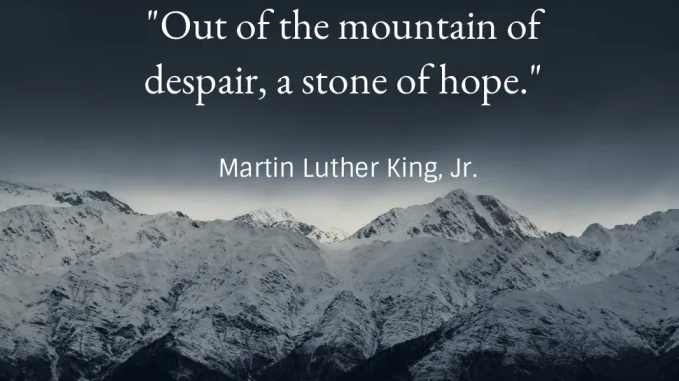 "Out of the mountain of
despair, a stone of hope."
Martin Luther King, Jr.